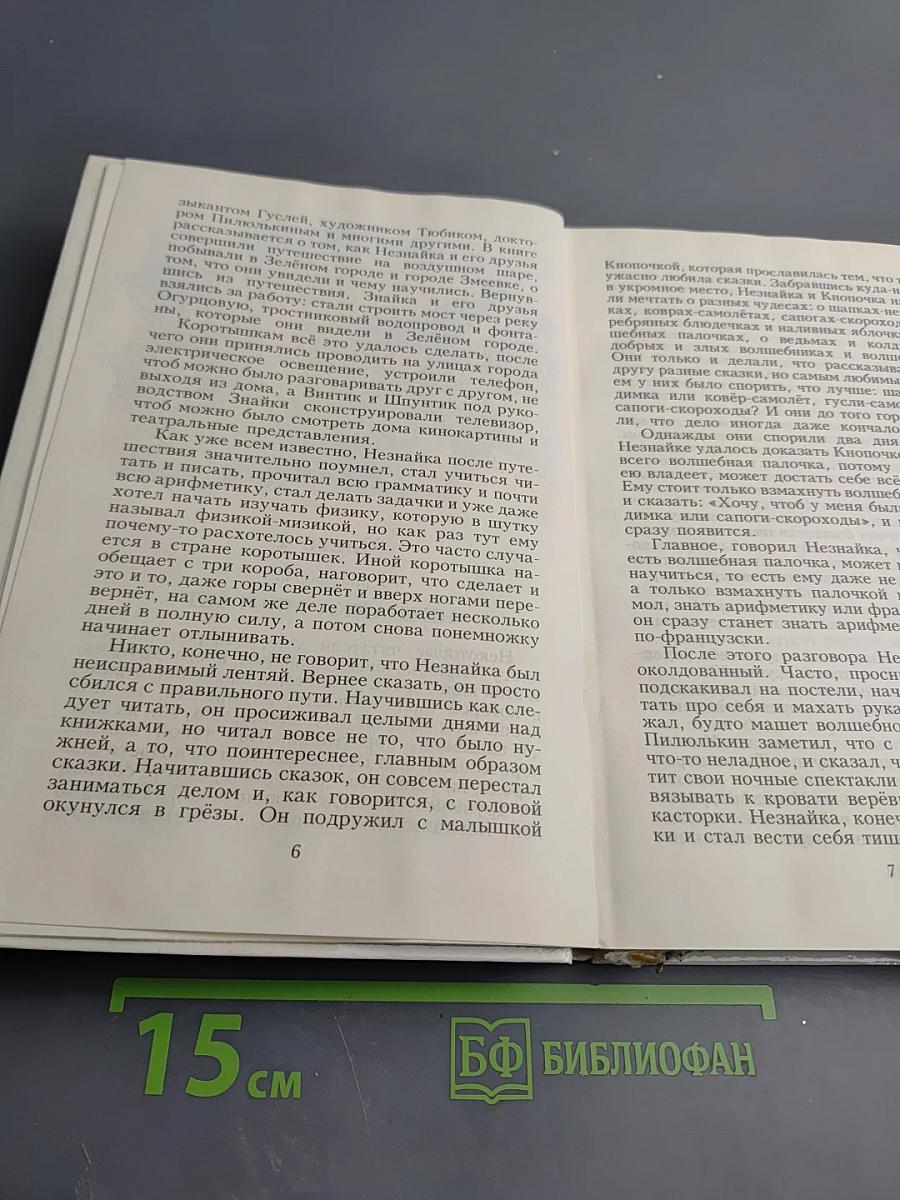 зыкантом Гуслей, художником Тюбиком, докто-
ром Пилюлькиным и многими другими. В книге
рассказывается о том, как Незнайка и его друзья
совершили путешествие на воздушном шаре,
побывали в Зелёном городе и городе Змеевке, о
том, что они увидели и чему научились. Вернув-
шись из путешествия, Знайка и его друзья
взялись за работу: стали строить мост через реку
Огурцовую, тростниковый водопровод и фонта-
ны, которые они видели в Зелёном городе.
Коротышкам всё это удалось сделать, после
чего они принялись проводить на улицах города
электрическое освещение, устроили телефон,
чтоб можно было разговаривать друг с другом, не
выходя из дома, а Винтик и Шпунтик под руко-
водством Знайки сконструировали телевизор,
чтоб можно было смотреть дома кинокартины и
театральные представления.
Как уже всем известно, Незнайка после путе-
шествия значительно поумнел, стал учиться чи-
тать и писать, прочитал всю грамматику и почти
всю арифметику, стал делать задачки и уже даже
хотел начать изучать физику, которую в шутку
называл физикой-мизикой, но как раз тут ему
почему-то расхотелось учиться. Это часто случа-
ется в стране коротышек. Иной коротышка на-
обещает с три короба, наговорит, что сделает и
это и то, даже горы свернёт и вверх ногами пере-
вернёт, на самом же деле поработает несколько
дней в полную силу, а потом снова понемножку
начинает отлынивать.
Никто, конечно, не говорит, что Незнайка был
неисправимый лентяй. Вернее сказать, он просто
сбился с правильного пути. Научившись как сле-
дует читать, он просиживал целыми днями над
книжками, но читал вовсе не то, что было ну-
жней, а то, что поинтереснее, главным образом
сказки. Начитавшись сказок, он совсем перестал
заниматься делом и, как говорится, с головой
окунулся в грёзы. Он подружил с малышкой
6
Кнопочкой, которая прославилась тем, что т
ужасно любила сказки. Забравшись куда-н
в укромное место, Незнайка и Кнопочка на
ли мечтать о разных чудесах: о шапках-не
ках, коврах-самолётах, сапогах-скороход
ребряных блюдечках и наливных яблочка
шебных палочках, о ведьмах и колд
добрых и злых волшебниках и волше
Они только и делали, что рассказыва
другу разные сказки, но самым любимы
ем у них было спорить, что лучше: ша
димка или ковёр-самолёт, гусли-само
сапоги-скороходы? И они до того гор
ли, что дело иногда даже кончало
Однажды они спорили два дня
Незнайке удалось доказать Кнопочке
всего волшебная палочка, потому
ею владеет, может достать себе всё
Ему стоит только взмахнуть волшеб
и сказать: «Хочу, чтоб у меня был
димка или сапоги-скороходы», и
сразу появится.
Главное, говорил Незнайка, ч
есть волшебная палочка, может
научиться, то есть ему даже не
а только взмахнуть палочкой
мол, знать арифметику или фра
он сразу станет знать арифме
по-французски.
После этого разговора Не
околдованный. Часто, просн
подскакивал на постели, нач
тать про себя и махать рука
жал, будто машет волшебно
Пилюлькин заметил, что с
что-то неладное, и сказал, ч
тит свои ночные спектакли
вязывать к кровати верёв
касторки. Незнайка, конеч
ки и стал вести себя тиш
7
15 см
БФ БИБЛИОФАН